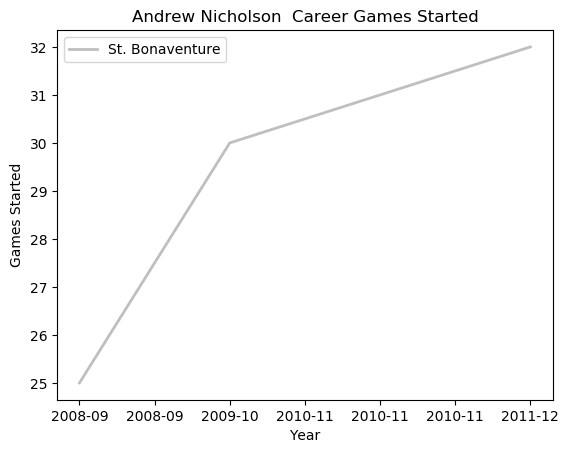 Andrew Nicholson  Career Games Started
St. Bonaventure
32
31
30
29
28
27
26
25
Games Started
2008-09 2008-09 2009-10 2010-11 2010-11 2010-11 2011-12
Year